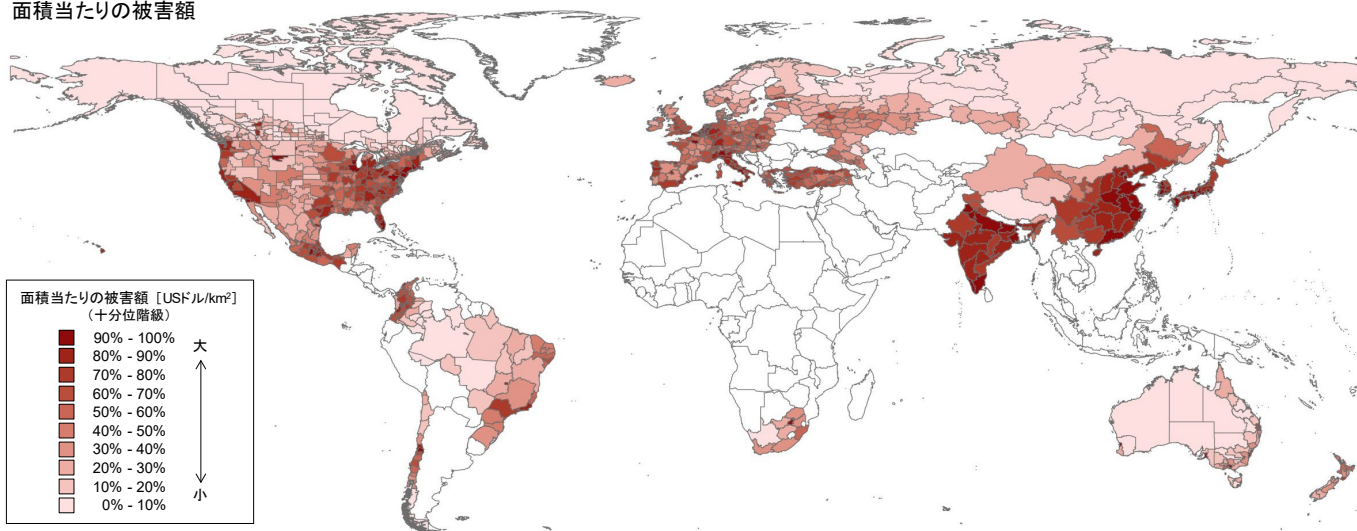 面積当たりの被害額
面積当たりの被害額 [USドル/km²]
(十分位階級)
90% - 100%
大
80% - 90%
70% - 80%
60% - 70%
50% - 60%
40% - 50%
30% - 40%
20% - 30%
10% - 20%
小
0% - 10%